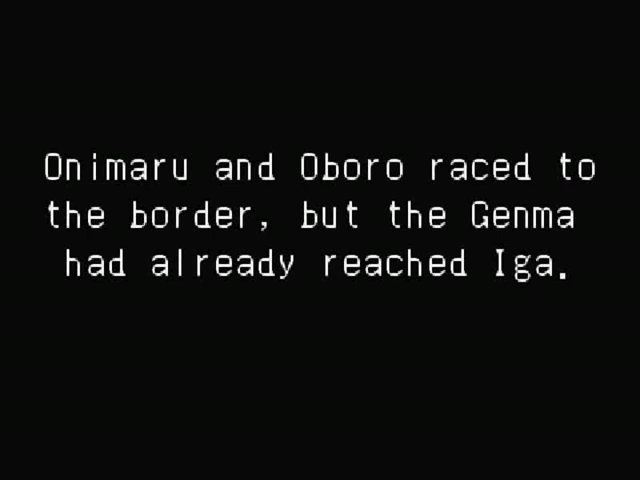 Onimaru and Oboro raced to
the border, but the Genma
had already reached Iga.